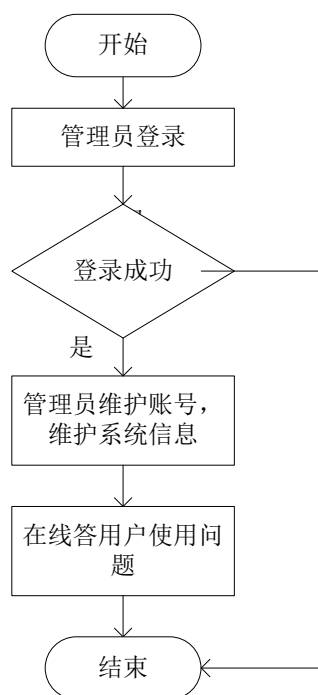 开始
管理员登录
登录成功
是
管理员维护账号，
维护系统信息
在线答用户使用问
题
结束